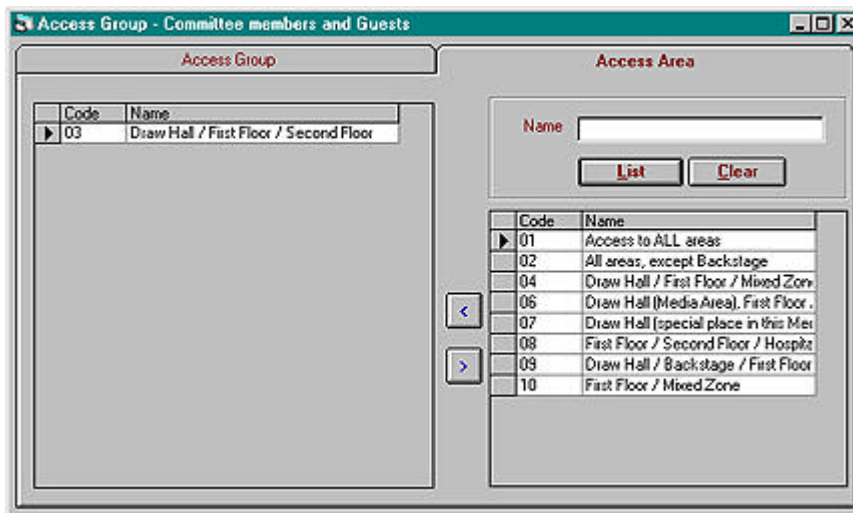 Access Group - Committee members and Guests
Access Group
Access Area
Code Name
03 Draw Hall / First Floor / Second Floor
Name
List Clear
Code Name
01 Access to ALL areas
02 All areas, except Backstage
04 Draw Hall / First Floor / Mixed Zon
06 Draw Hall (Media Area), First Floor
07 Draw Hall (special place in this Me
08 First Floor / Second Floor / Hospita
09 Draw Hall / Backstage / First Floor
10 First Floor / Mixed Zone
<
>